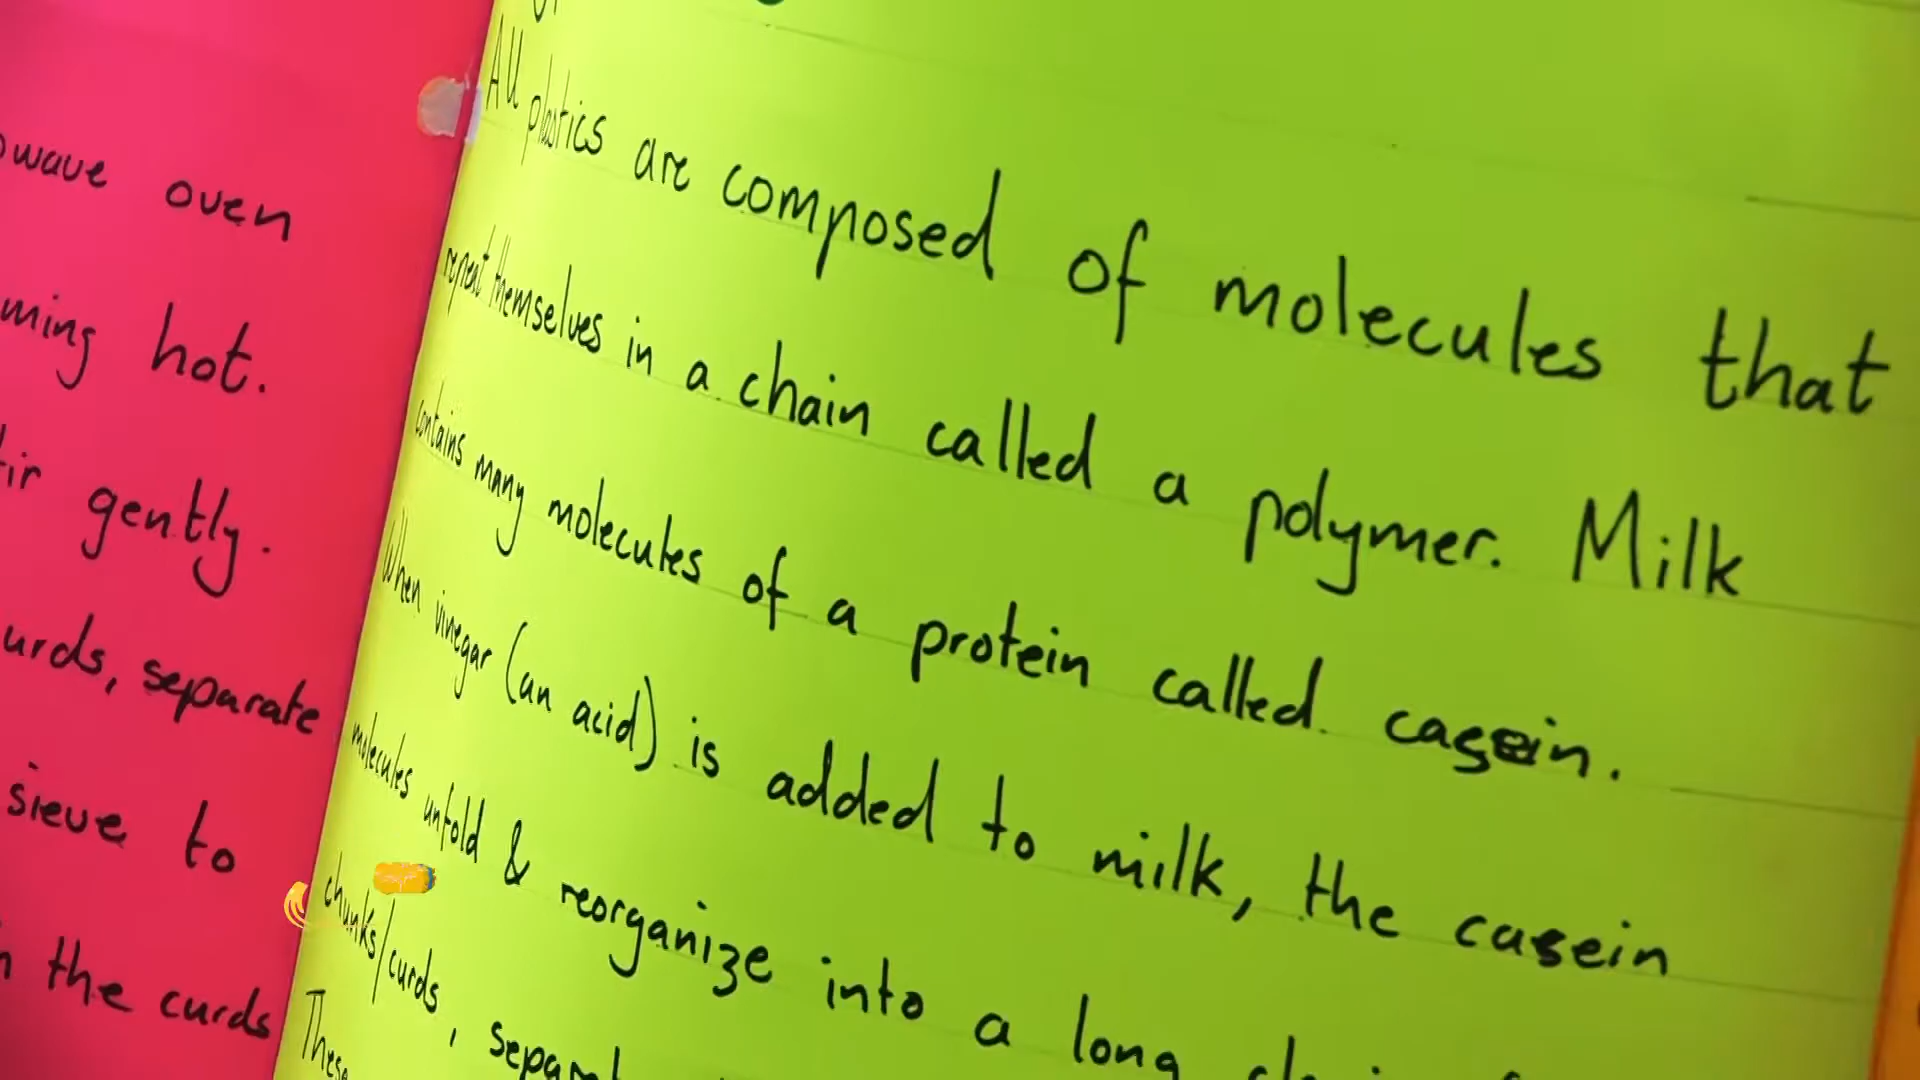 wave oven
ming hot.
gently.
urds, separate
sieve to
the curds
All plastics are composed of molecules that
repeat themselves in a chain called a polymer. Milk
contains many molecules of a protein called casein.
When vinegar (an acid) is added to milk, the casein
molecules unfold & reorganize into a long
chunks/curds, separat
These